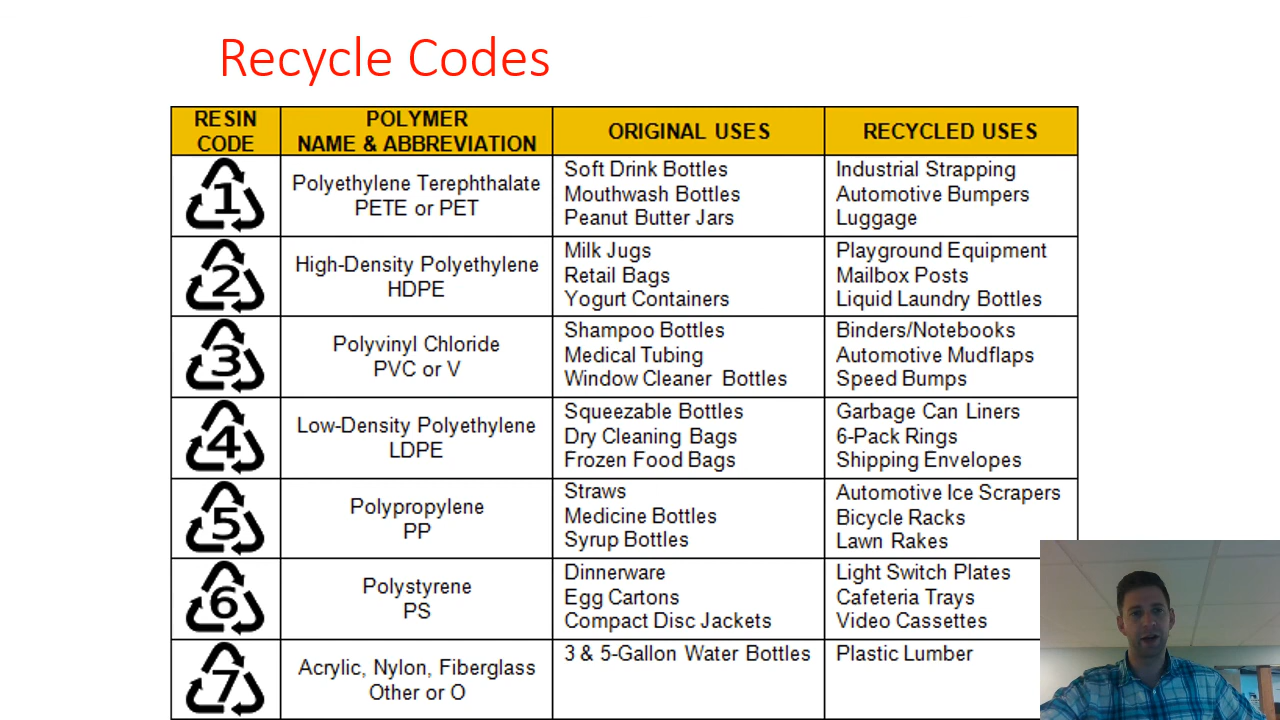 Recycle Codes
RESIN
CODE
POLYMER
NAME & ABBREVIATION
ORIGINAL USES
RECYCLED USES
1
Polyethylene Terephthalate
PETE or PET
Soft Drink Bottles
Mouthwash Bottles
Peanut Butter Jars
Industrial Strapping
Automotive Bumpers
Luggage
2
High-Density Polyethylene
HDPE
Milk Jugs
Retail Bags
Yogurt Containers
Playground Equipment
Mailbox Posts
Liquid Laundry Bottles
3
Polyvinyl Chloride
PVC or V
Shampoo Bottles
Medical Tubing
Window Cleaner Bottles
Binders/Notebooks
Automotive Mudflaps
Speed Bumps
4
Low-Density Polyethylene
LDPE
Squeezable Bottles
Dry Cleaning Bags
Frozen Food Bags
Garbage Can Liners
6-Pack Rings
Shipping Envelopes
5
Polypropylene
PP
Straws
Medicine Bottles
Syrup Bottles
Automotive Ice Scrapers
Bicycle Racks
Lawn Rakes
6
Polystyrene
PS
Dinnerware
Egg Cartons
Compact Disc Jackets
Light Switch Plates
Cafeteria Trays
Video Cassettes
7
Acrylic, Nylon, Fiberglass
Other or O
3 & 5-Gallon Water Bottles
Plastic Lumber